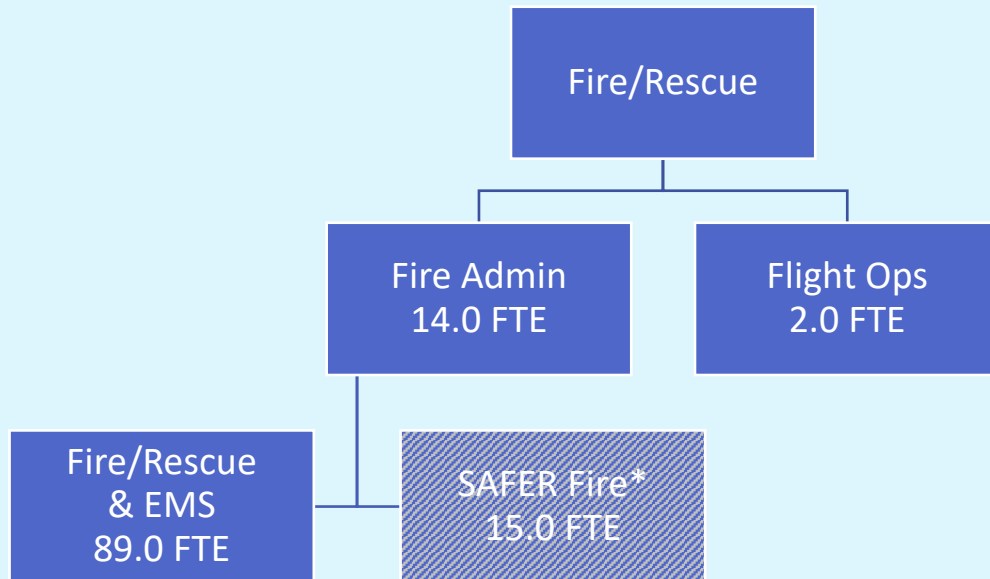 Fire/Rescue
Fire Admin
14.0 FTE
Flight Ops
2.0 FTE
Fire/Rescue
& EMS
89.0 FTE
SAFER Fire*
15.0 FTE